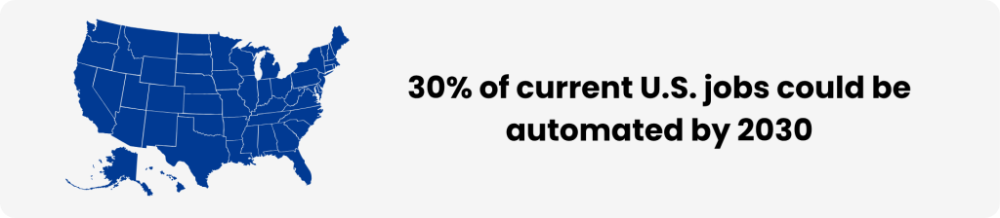 30% of current U.S. jobs could be
automated by 2030